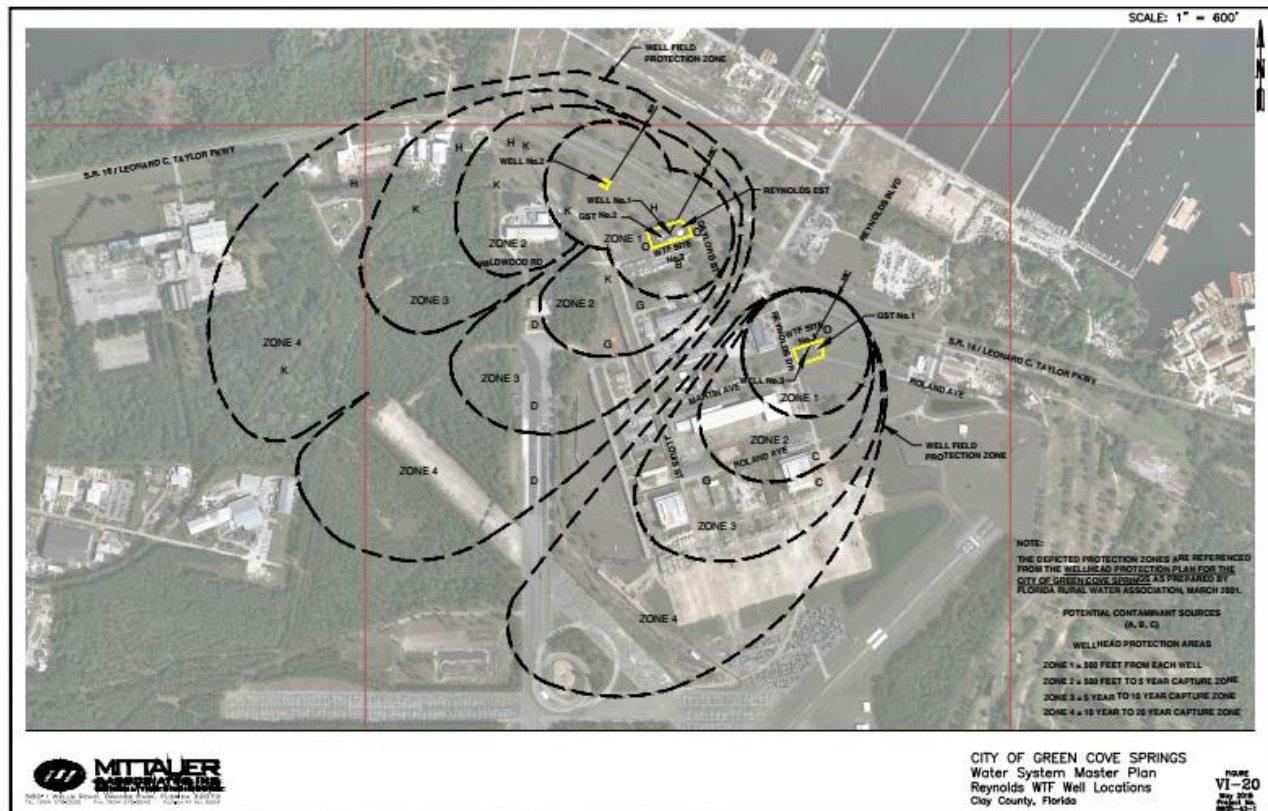 SCALE: 1" = 600'
N
WELL FIELD
PROTECTION ZONE
S.R. 16 / LEONARD C. TAYLOR PKWY
H
H
K
WELL No.2
H
K
K
K
REYNOLDS EST
WELL No.1
H
GST No.2
ZONE 1
REYNOLDS BLVD
ZONE 2
WILDWOOD RD
K
ZONE 3
ZONE 2
G
GST No.1
D
ZONE 4
G
REYNOLDS DR
S.R. 16 / LEONARD C. TAYLOR PKWY
K
ZONE 3
MARTIN AVE
WELL No.3
ROLAND AVE
ZONE 1
D
ZONE 2
WELL FIELD
PROTECTION ZONE
ROLAND AVE
C
ZONE 4
D
G
C
ZONE 3
ZONE 4
NOTE:
THE DEPICTED PROTECTION ZONES ARE REFERENCED
FROM THE WELLHEAD PROTECTION PLAN FOR THE
CITY OF GREEN COVE SPRINGS AS PREPARED BY
FLORIDA RURAL WATER ASSOCIATION, MARCH 2001.
POTENTIAL CONTAMINANT SOURCES
(A, B, C)
WELLHEAD PROTECTION AREAS
ZONE 1 = 500 FEET FROM EACH WELL
ZONE 2 = 500 FEET TO 5 YEAR CAPTURE ZONE
ZONE 3 = 5 YEAR TO 10 YEAR CAPTURE ZONE
ZONE 4 = 10 YEAR TO 20 YEAR CAPTURE ZONE
MITTAUER
& ASSOCIATES, INC.
CITY OF GREEN COVE SPRINGS
Water System Master Plan
Reynolds WTF Well Locations
Clay County, Florida
FIGURE
VI-20
May 2018